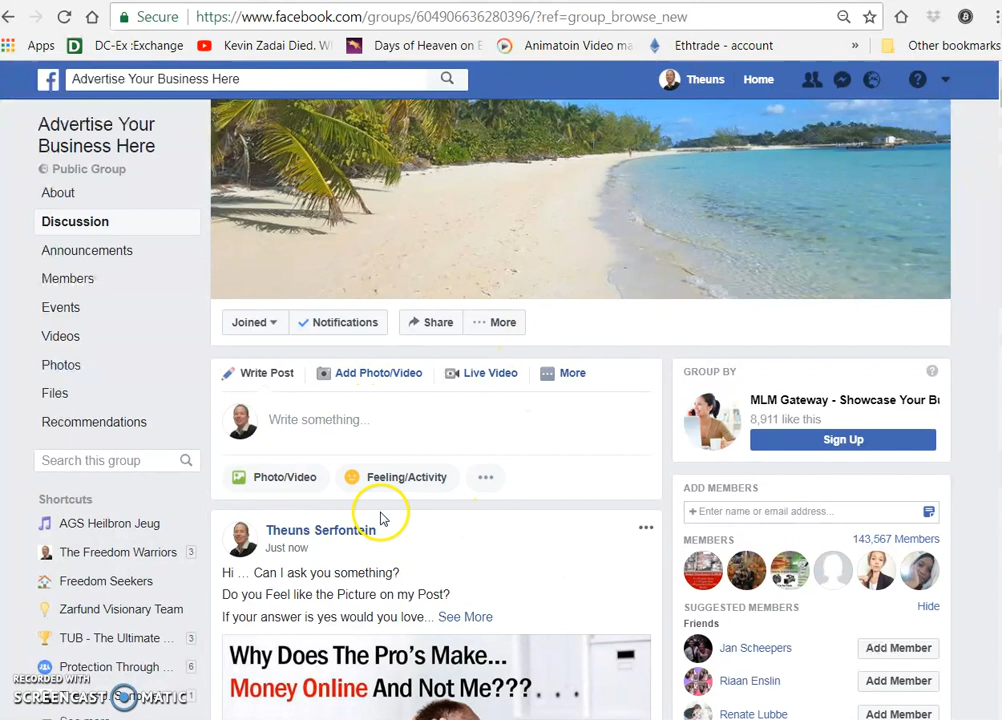 Secure https://www.facebook.com/groups/604906636280396/?ref=group_browse_new
Apps DC-Ex :Exchange Kevin Zadai Died. W Days of Heaven on E Animatoin Video ma Ethtrade - account » Other bookmarks
Advertise Your Business Here Theuns Home
Advertise Your
Business Here
Public Group
About
Discussion
Announcements
Members
Events
Videos
Photos
Files
Recommendations
Search this group
Shortcuts
AGS Heilbron Jeug
The Freedom Warriors 3
Freedom Seekers
Zarfund Visionary Team
TUB - The Ultimate ... 3
Protection Through ... 6
RECORDED WITH
SCREENCAST-O-MATIC
Joined Notifications Share More
Write Post Add Photo/Video Live Video More
Write something...
Photo/Video Feeling/Activity
Theuns Serfontein
Just now
Hi … Can I ask you something?
Do you Feel like the Picture on my Post?
If your answer is yes would you love... See More
Why Does The Pro's Make...
Money Online And Not Me???. . .
GROUP BY
MLM Gateway - Showcase Your Bu
8,911 like this
Sign Up
ADD MEMBERS
+ Enter name or email address...
MEMBERS 143,567 Members
SUGGESTED MEMBERS Hide
Friends
Jan Scheepers Add Member
Riaan Enslin Add Member
Renate Lubbe Add Member